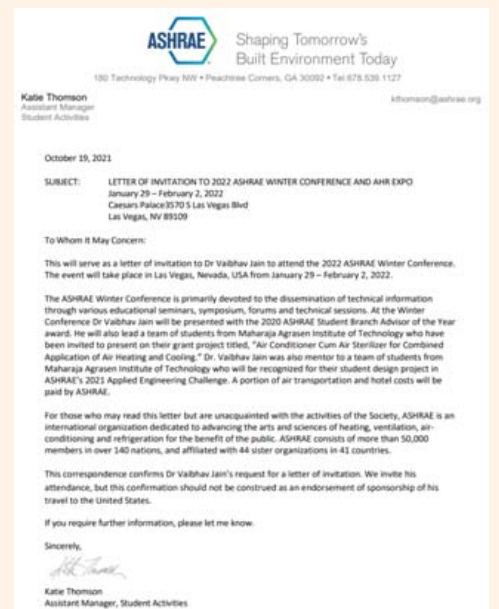 ASHRAE
Shaping Tomorrow's
Built Environment Today
180 Technology Pkwy NW • Peachtree Corners, GA 30092 • Tel 678.539.1127
Katie Thomson
Assistant Manager
Student Activities
kthomson@ashrae.org
October 19, 2021
SUBJECT: LETTER OF INVITATION TO 2022 ASHRAE WINTER CONFERENCE AND AHR EXPO
January 29 – February 2, 2022
Caesars Palace3570 S Las Vegas Blvd
Las Vegas, NV 89109
To Whom It May Concern:
This will serve as a letter of invitation to Dr Vaibhav Jain to attend the 2022 ASHRAE Winter Conference.
The event will take place in Las Vegas, Nevada, USA from January 29 – February 2, 2022.
The ASHRAE Winter Conference is primarily devoted to the dissemination of technical information
through various educational seminars, symposium, forums and technical sessions. At the Winter
Conference Dr Vaibhav Jain will be presented with the 2020 ASHRAE Student Branch Advisor of the Year
award. He will also lead a team of students from Maharaja Agrasen Institute of Technology who have
been invited to present on their grant project titled, "Air Conditioner Cum Air Sterilizer for Combined
Application of Air Heating and Cooling." Dr. Vaibhav Jain was also mentor to a team of students from
Maharaja Agrasen Institute of Technology who will be recognized for their student design project in
ASHRAE's 2021 Applied Engineering Challenge. A portion of air transportation and hotel costs will be
paid by ASHRAE.
For those who may read this letter but are unacquainted with the activities of the Society, ASHRAE is an
international organization dedicated to advancing the arts and sciences of heating, ventilation, air-
conditioning and refrigeration for the benefit of the public. ASHRAE consists of more than 50,000
members in over 140 nations, and affiliated with 44 sister organizations in 41 countries.
This correspondence confirms Dr Vaibhav Jain's request for a letter of invitation. We invite his
attendance, but this confirmation should not be construed as an endorsement of sponsorship of his
travel to the United States.
If you require further information, please let me know.
Sincerely,
Katie Thomson
Assistant Manager, Student Activities